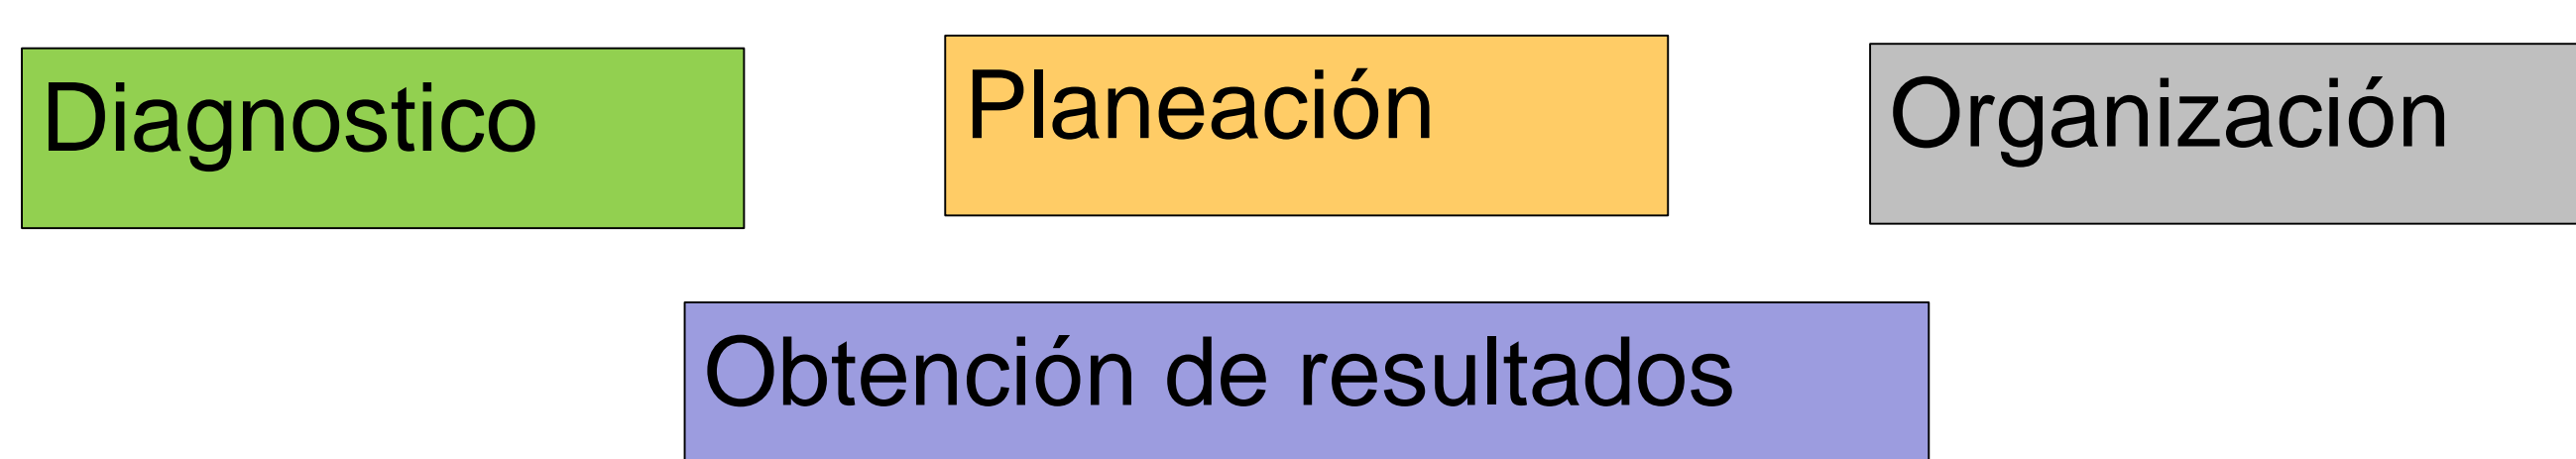 Diagnostico
Planeación
Organización
Obtención de resultados